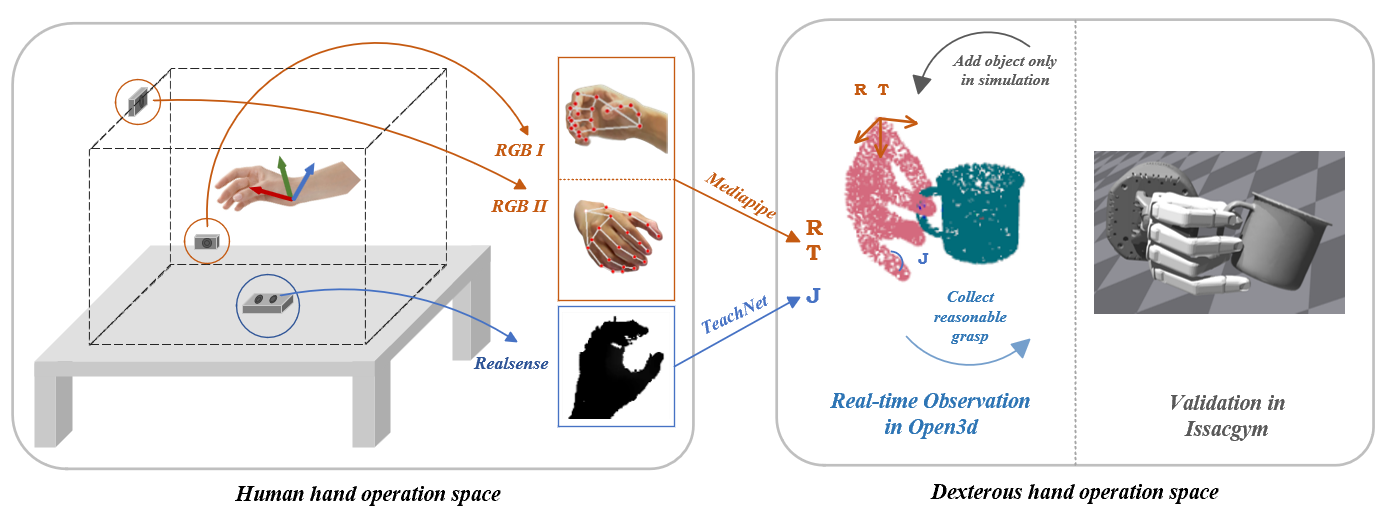 RGB I
RGB II
Realsense
Mediapipe
TeachNet
R
T
J
Add object only
in simulation
R T
J
Collect
reasonable
grasp
Real-time Observation
in Open3d
Validation in
Issacgym
Human hand operation space
Dexterous hand operation space